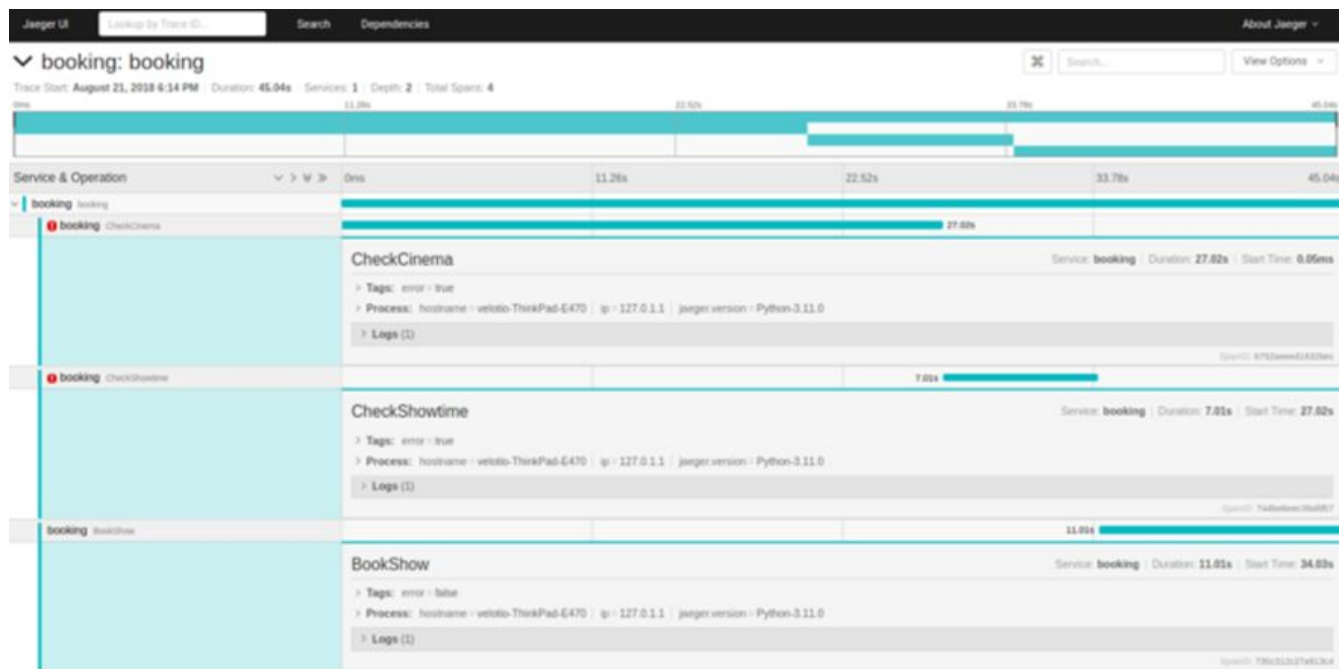 Jaeger UI Lookup by Trace ID... Search Dependencies About Jaeger
booking: booking Search... View Options
Trace Start: August 21, 2018 6:14 PM | Duration: 45.04s | Services: 1 | Depth: 2 | Total Spans: 4
0ms 11.26s 22.52s 33.78s 45.04s
Service & Operation 0ms 11.26s 22.52s 33.78s 45.04s
booking booking
booking CheckCinema 27.02s
CheckCinema Service: booking | Duration: 27.02s | Start Time: 0.05ms
Tags: error = true
Process: hostname = velotio-ThinkPad-E470 | ip = 127.0.1.1 | jaeger.version = Python-3.11.0
Logs (1)
SpanID:
booking CheckShowtime 7.01s
CheckShowtime Service: booking | Duration: 7.01s | Start Time: 27.02s
Tags: error = true
Process: hostname = velotio-ThinkPad-E470 | ip = 127.0.1.1 | jaeger.version = Python-3.11.0
Logs (1)
SpanID:
booking BookShow 11.01s
BookShow Service: booking | Duration: 11.01s | Start Time: 34.03s
Tags: error = false
Process: hostname = velotio-ThinkPad-E470 | ip = 127.0.1.1 | jaeger.version = Python-3.11.0
Logs (1)
SpanID: